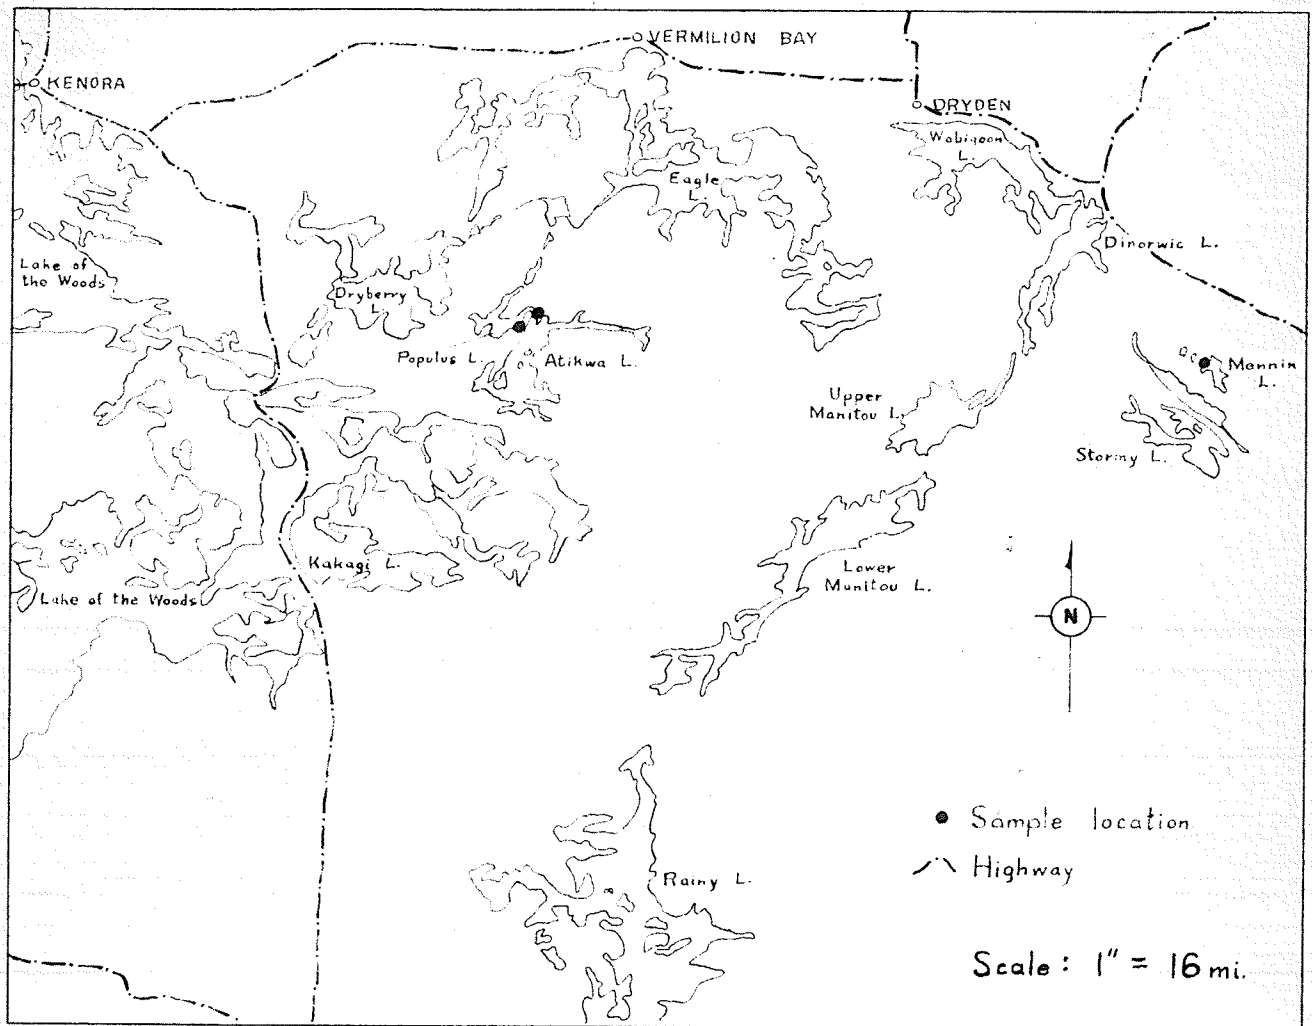 VERMILION BAY
KENORA
DRYDEN
Wabigoon
L.
Eagle
L.
Dinorwic L.
Lake of
the Woods
Dryberry
L.
Populus L.
Atikwa L.
Mennin
L.
Upper
Manitou L.
Stormy L.
Kakagi L.
Lower
Manitou L.
Lake of the Woods
N
Sample location
Highway
Rainy L.
Scale: 1" = 16 mi.